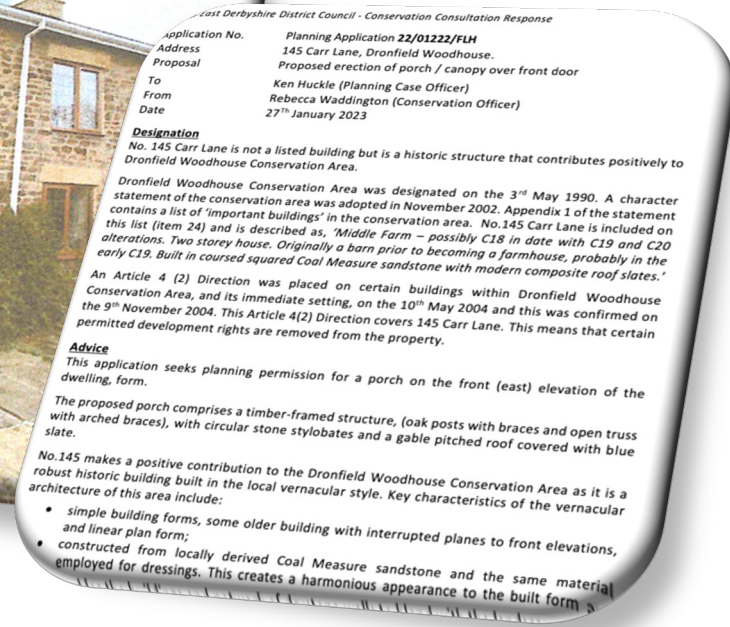 East Derbyshire District Council - Conservation Consultation Response
Application No. Planning Application 22/01222/FLH
Address 145 Carr Lane, Dronfield Woodhouse.
Proposal Proposed erection of porch / canopy over front door
To Ken Huckle (Planning Case Officer)
From Rebecca Waddington (Conservation Officer)
Date 27Th January 2023
Designation
No. 145 Carr Lane is not a listed building but is a historic structure that contributes positively to
Dronfield Woodhouse Conservation Area.
Dronfield Woodhouse Conservation Area was designated on the 3rd May 1990. A character
statement of the conservation area was adopted in November 2002. Appendix 1 of the statement
contains a list of ‘important buildings’ in the conservation area. No.145 Carr Lane is included on
this list (item 24) and is described as, ‘Middle Farm – possibly C18 in date with C19 and C20
alterations. Two storey house. Originally a barn prior to becoming a farmhouse, probably in the
early C19. Built in coursed squared Coal Measure sandstone with modern composite roof slates.’
An Article 4 (2) Direction was placed on certain buildings within Dronfield Woodhouse
Conservation Area, and its immediate setting, on the 10th May 2004 and this was confirmed on
the 9th November 2004. This Article 4(2) Direction covers 145 Carr Lane. This means that certain
permitted development rights are removed from the property.
Advice
This application seeks planning permission for a porch on the front (east) elevation of the
dwelling, form.
The proposed porch comprises a timber-framed structure, (oak posts with braces and open truss
with arched braces), with circular stone stylobates and a gable pitched roof covered with blue
slate.
No.145 makes a positive contribution to the Dronfield Woodhouse Conservation Area as it is a
robust historic building built in the local vernacular style. Key characteristics of the vernacular
architecture of this area include:
• simple building forms, some older building with interrupted planes to front elevations,
and linear plan form;
• constructed from locally derived Coal Measure sandstone and the same material
employed for dressings. This creates a harmonious appearance to the built form